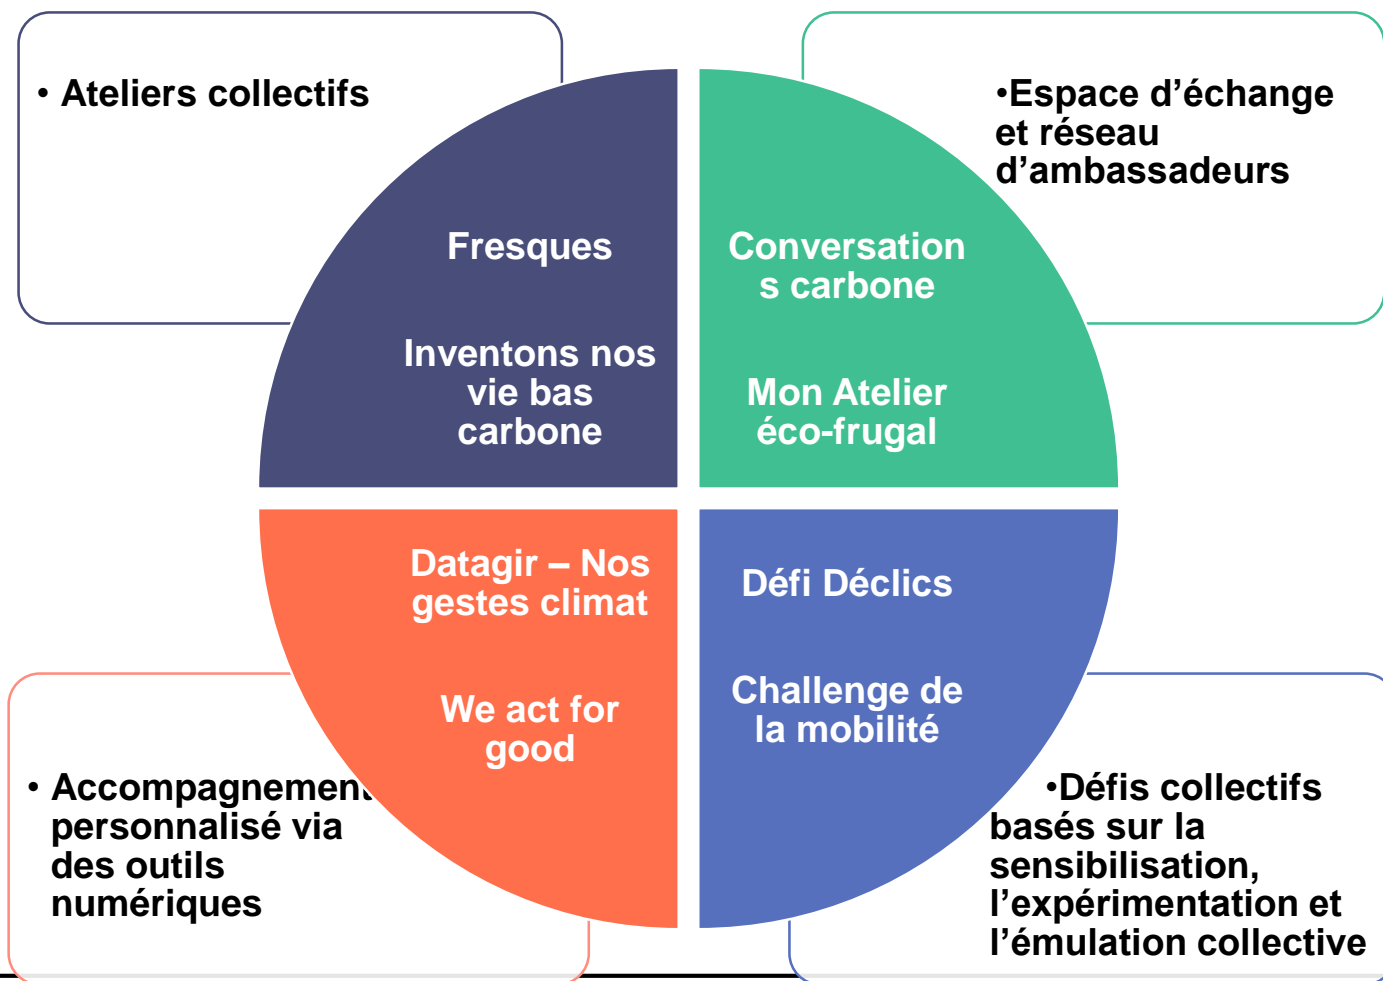 • Ateliers collectifs
•Espace d’échange
et réseau
d’ambassadeurs
Fresques
Inventons nos
vie bas
carbone
Conversation
s carbone
Mon Atelier
éco-frugal
Datagir – Nos
gestes climat
We act for
good
Défi Déclics
Challenge de
la mobilité
• Accompagnement
personnalisé via
des outils
numériques
•Défis collectifs
basés sur la
sensibilisation,
l’expérimentation et
l’émulation collective